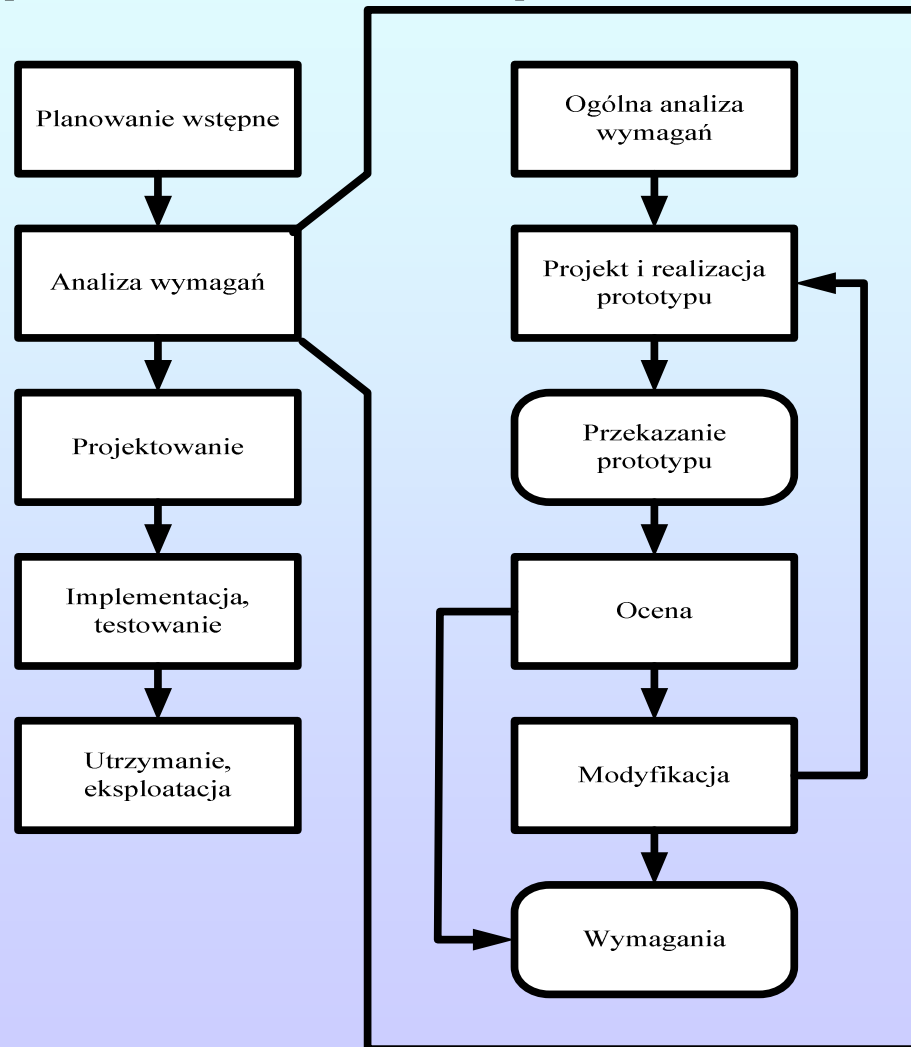 Planowanie wstępne
Analiza wymagań
Projektowanie
Implementacja,
testowanie
Utrzymanie,
eksploatacja
Ogólna analiza
wymagań
Projekt i realizacja
prototypu
Przekazanie
prototypu
Ocena
Modyfikacja
Wymagania